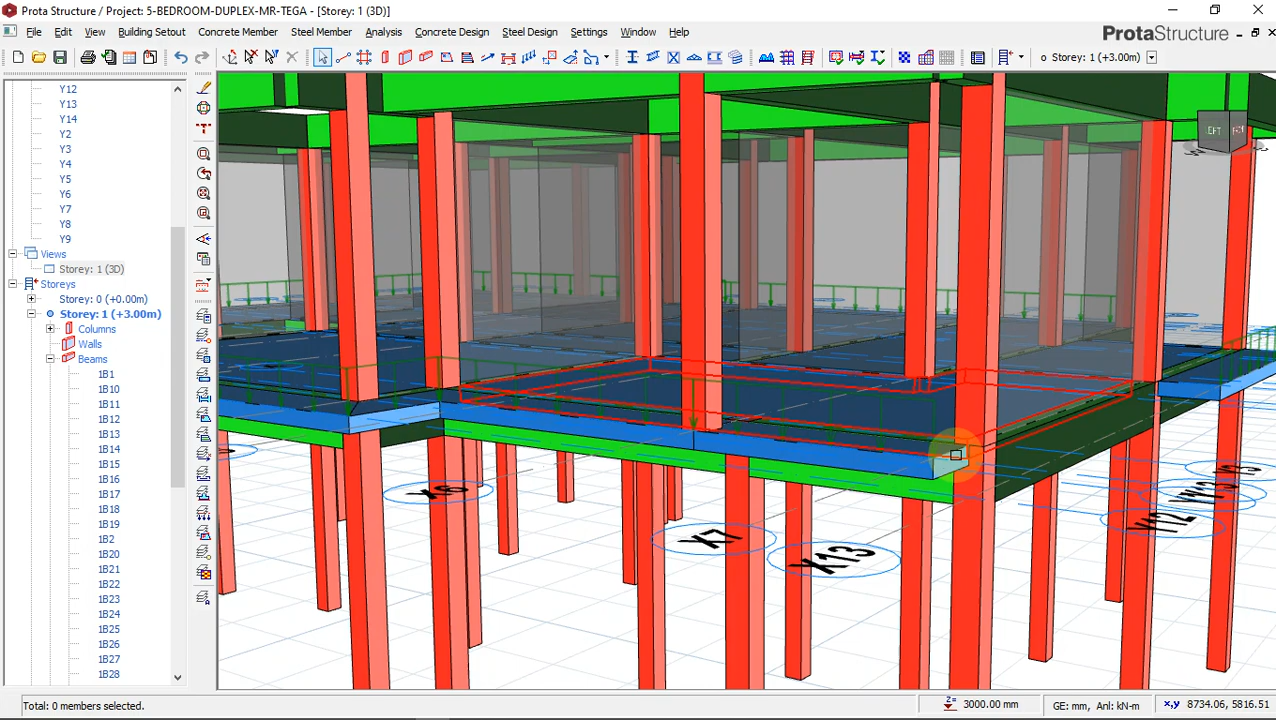 Prota Structure / Project: 5-BEDROOM-DUPLEX-MR-TEGA - [Storey: 1 (3D)]
File Edit View Building Setout Concrete Member Steel Member Analysis Concrete Design Steel Design Settings Window Help
ProtaStructure
Storey: 1 (+3.00m)
Y12
Y13
Y14
Y2
Y3
Y4
Y5
Y6
Y7
Y8
Y9
Views
Storey: 1 (3D)
Storeys
Storey: 0 (+0.00m)
Storey: 1 (+3.00m)
Columns
Walls
Beams
1B1
1B10
1B11
1B12
1B13
1B14
1B15
1B16
1B17
1B18
1B19
1B2
1B20
1B21
1B22
1B23
1B24
1B25
1B26
1B27
1B28
LEFT
X6
X7
X13
Y12
Total: 0 members selected.
Z= 3000.00 mm
GE: mm, Anl: kN-m
x,y 8734.06, 5816.51